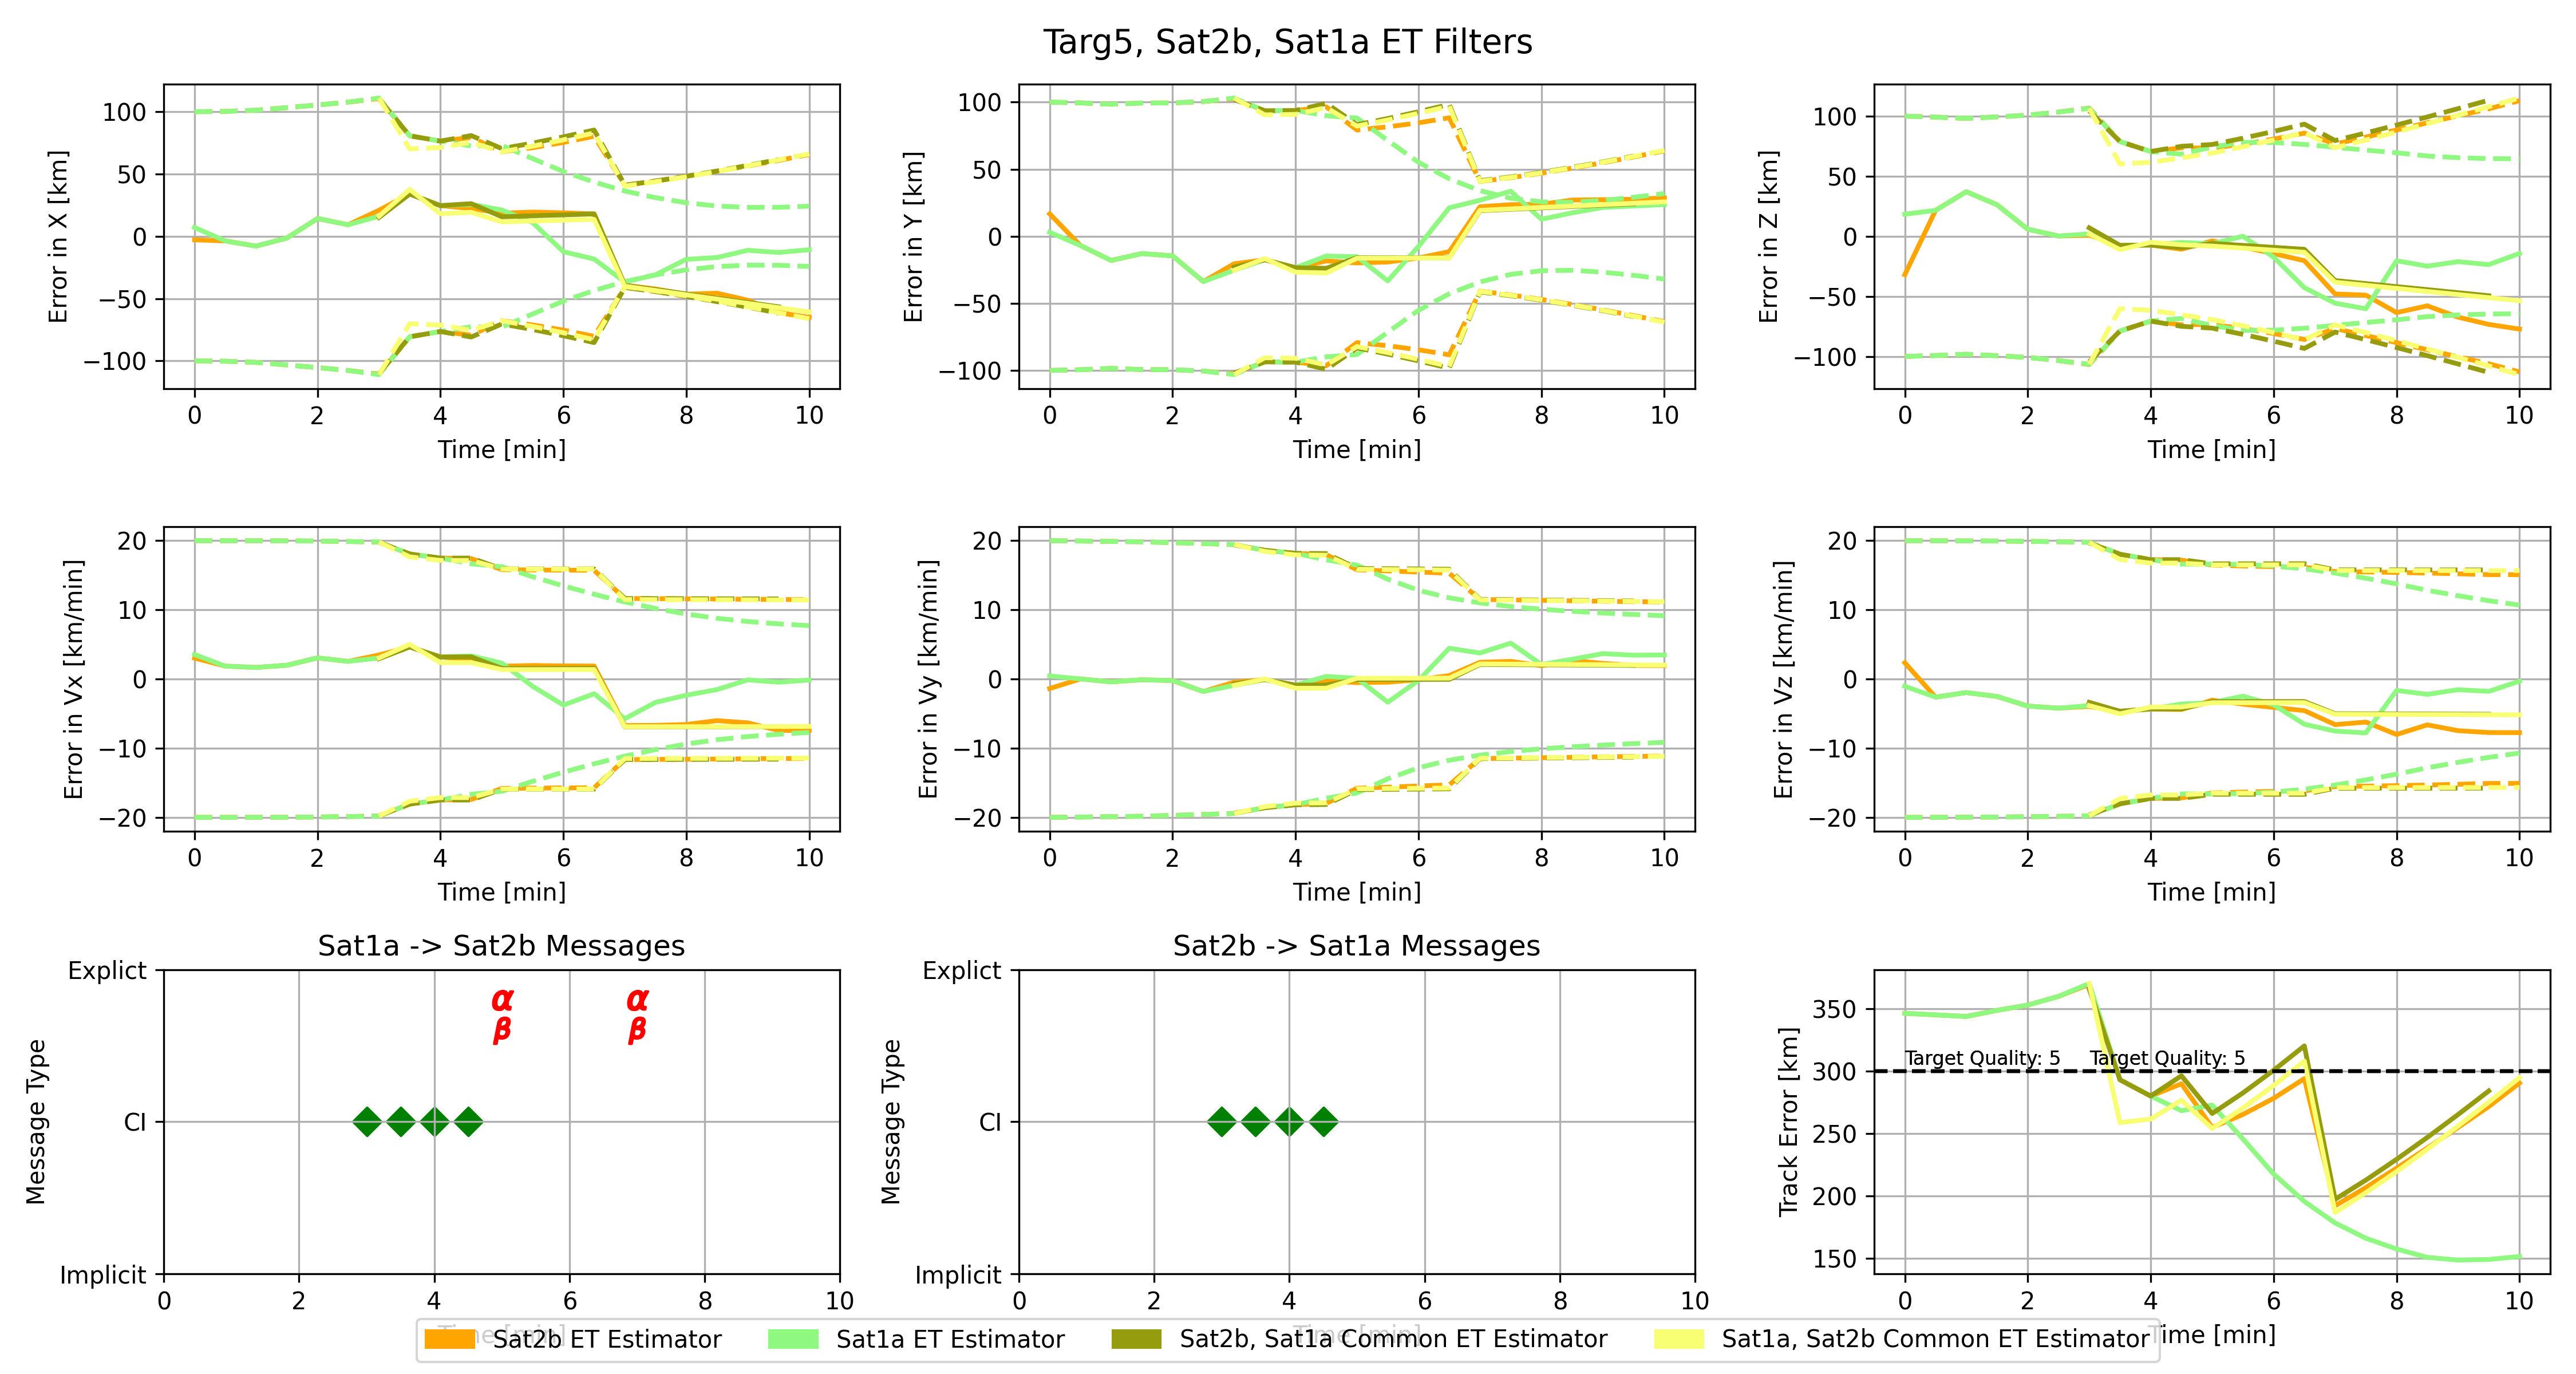 Targ5, Sat2b, Sat1a ET Filters
Error in X [km]
100
50
0
−50
−100
0 2 4 6 8 10
Time [min]
Error in Y [km]
100
50
0
−50
−100
0 2 4 6 8 10
Time [min]
Error in Z [km]
100
50
0
−50
−100
0 2 4 6 8 10
Time [min]
Error in Vx [km/min]
20
10
0
−10
−20
0 2 4 6 8 10
Time [min]
Error in Vy [km/min]
20
10
0
−10
−20
0 2 4 6 8 10
Time [min]
Error in Vz [km/min]
20
10
0
−10
−20
0 2 4 6 8 10
Time [min]
Sat1a -> Sat2b Messages
Message Type
Explict
CI
Implicit
α α
β β
0 2 4 6 8 10
Time [min]
Sat2b -> Sat1a Messages
Message Type
Explict
CI
Implicit
0 2 4 6 8 10
Time [min]
Track Error [km]
350
300
250
200
150
Target Quality: 5 Target Quality: 5
0 2 4 6 8 10
Time [min]
Sat2b ET Estimator Sat1a ET Estimator Sat2b, Sat1a Common ET Estimator Sat1a, Sat2b Common ET Estimator